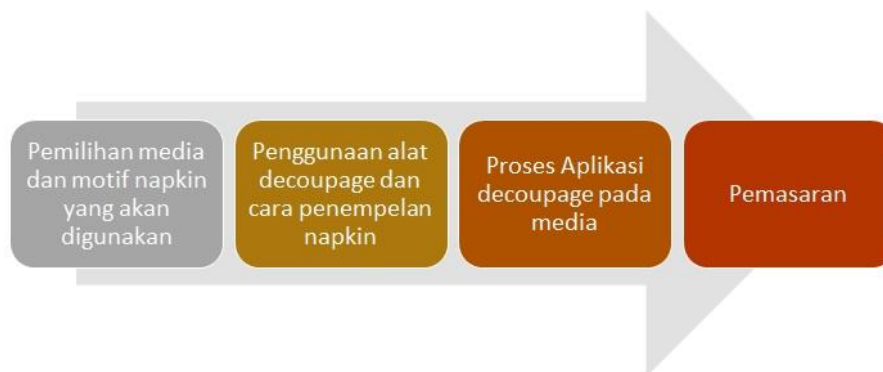 Pemilihan media
dan motif napkin
yang akan
digunakan
Penggunaan alat
decoupage dan
cara penempelan
napkin
Proses Aplikasi
decoupage pada
media
Pemasaran